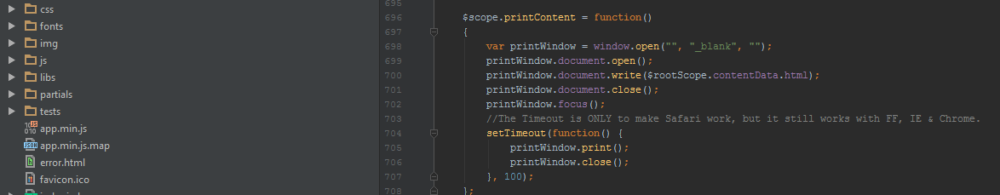 css
fonts
img
js
libs
partials
tests
app.min.js
app.min.js.map
error.html
favicon.ico
695
696 $scope.printContent = function()
697 {
698 var printWindow = window.open("", "_blank", "");
699 printWindow.document.open();
700 printWindow.document.write($rootScope.contentData.html);
701 printWindow.document.close();
702 printWindow.focus();
703 //The Timeout is ONLY to make Safari work, but it still works with FF, IE & Chrome.
704 setTimeout(function() {
705 printWindow.print();
706 printWindow.close();
707 }, 100);
708 };